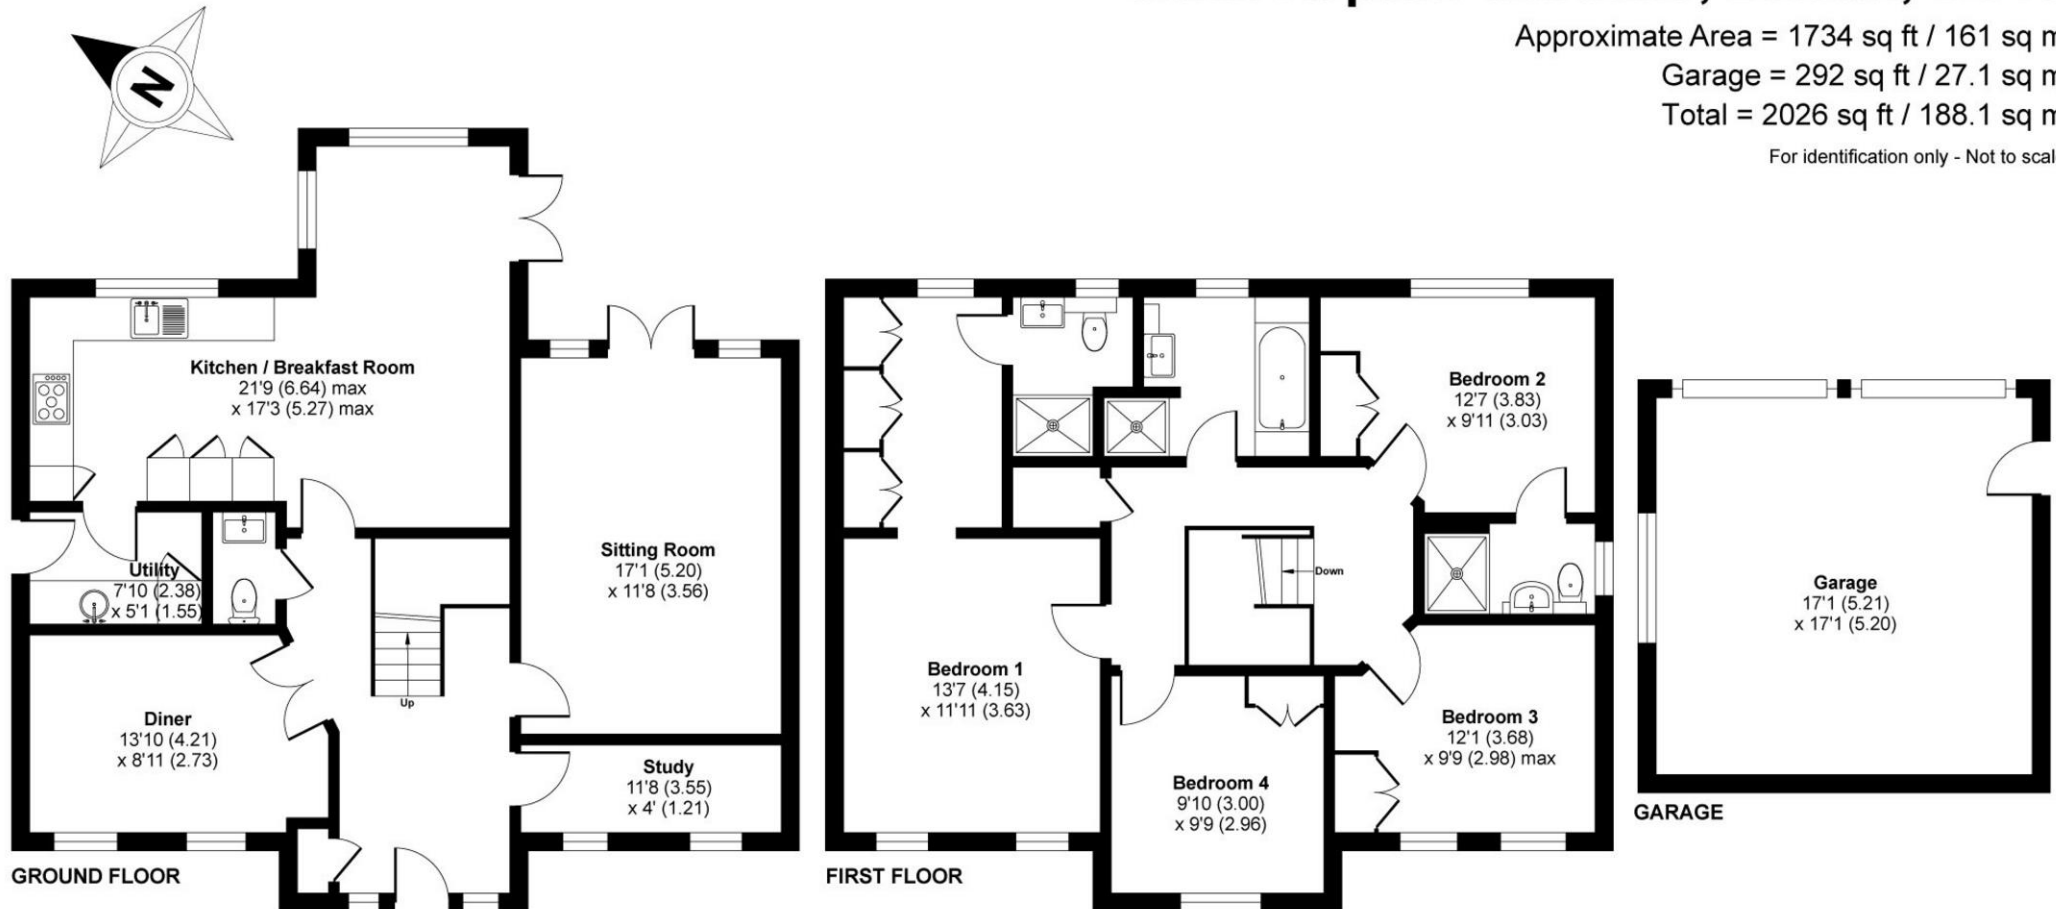 Approximate Area = 1734 sq ft / 161 sq m
Garage = 292 sq ft / 27.1 sq m
Total = 2026 sq ft / 188.1 sq m
For identification only - Not to scal
N
Kitchen / Breakfast Room
21'9 (6.64) max
x 17'3 (5.27) max
Utility
7'10 (2.38)
x 5'1 (1.55)
Sitting Room
17'1 (5.20)
x 11'8 (3.56)
Up
Diner
13'10 (4.21)
x 8'11 (2.73)
Study
11'8 (3.55)
x 4' (1.21)
GROUND FLOOR
Bedroom 2
12'7 (3.83)
x 9'11 (3.03)
Down
Bedroom 1
13'7 (4.15)
x 11'11 (3.63)
Bedroom 3
12'1 (3.68)
x 9'9 (2.98) max
Bedroom 4
9'10 (3.00)
x 9'9 (2.96)
FIRST FLOOR
Garage
17'1 (5.21)
x 17'1 (5.20)
GARAGE